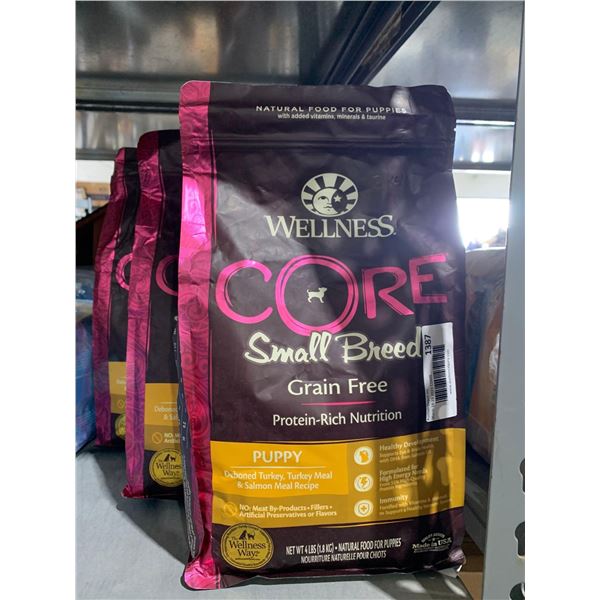 NATURAL FOOD FOR PUPPIES
with added vitamins, minerals & taurine
WELLNESS
CORE
Small Breed
1387
Grain Free
Protein-Rich Nutrition
PUPPY
Deboned Turkey, Turkey Meal
& Salmon Meal Recipe
NO: Meat By-Products • Fillers •
Artificial Preservatives or Flavors
Healthy Development
Formulated for
High Energy Needs
Immunity
The
Wellness
Way
NET WT 4 LBS (1.8 KG) • NATURAL FOOD FOR PUPPIES
NOURRITURE NATURELLE POUR CHIOTS
Made in USA